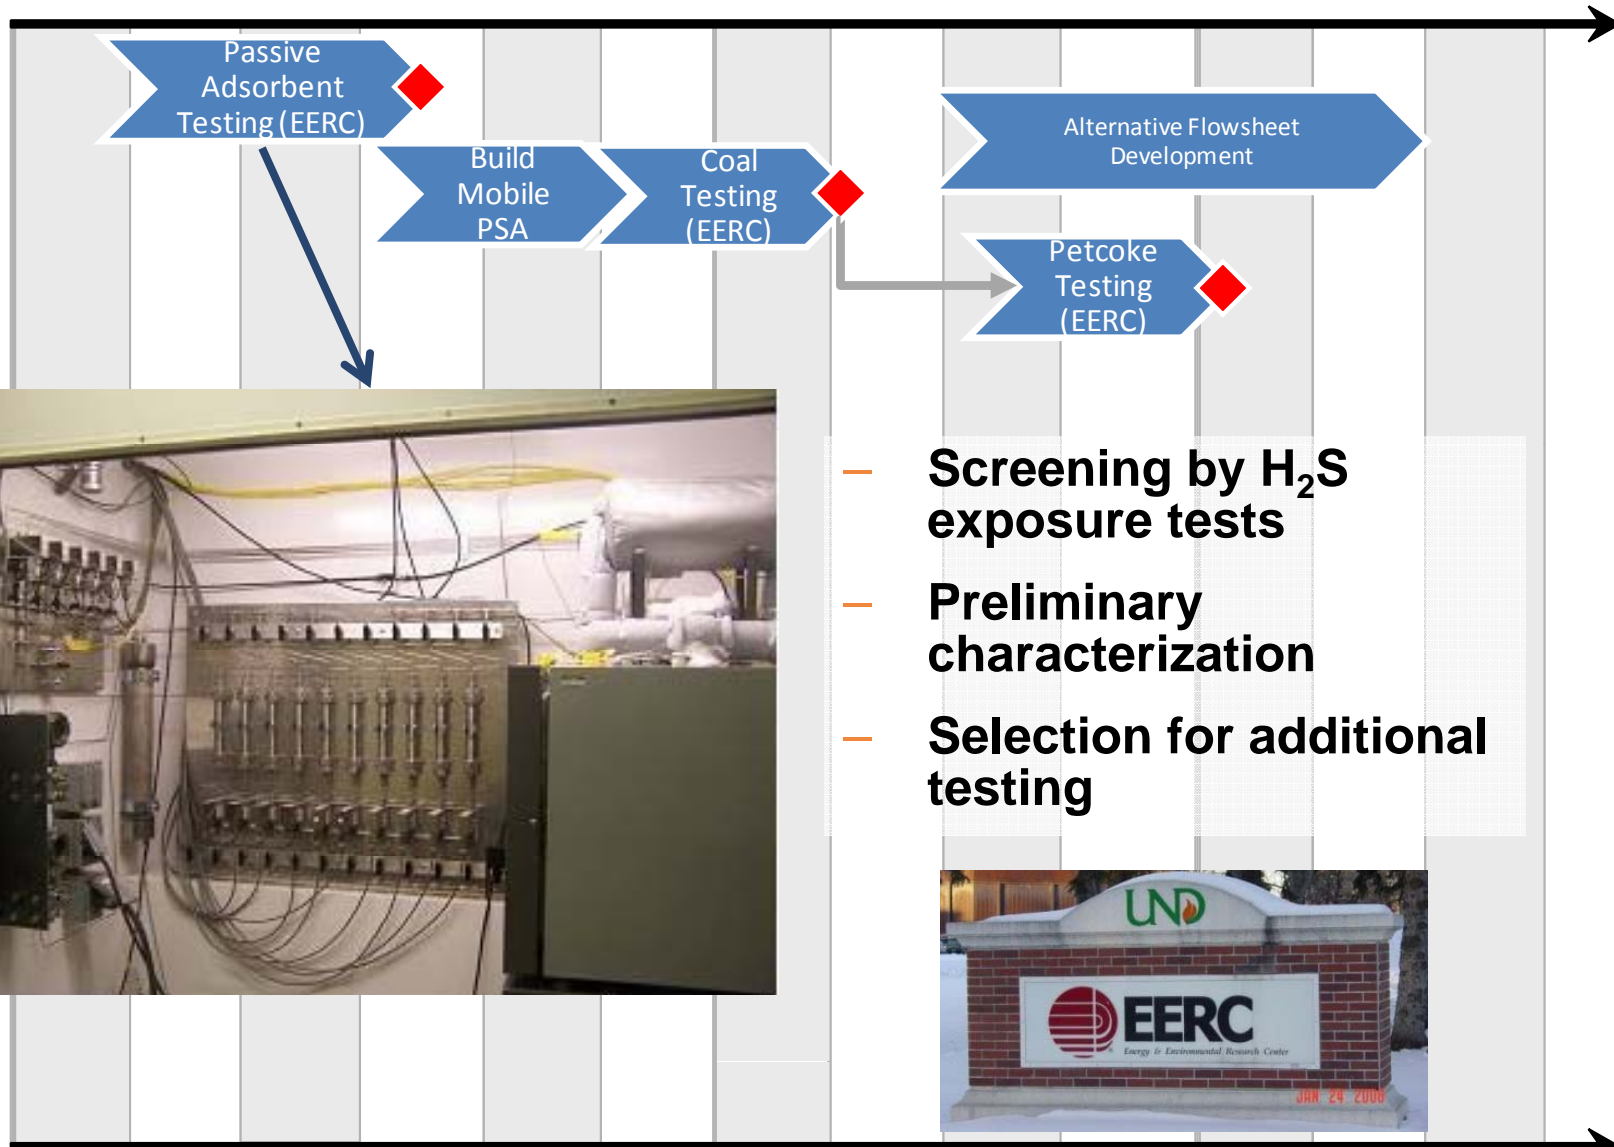 Passive
Adsorbent
Testing (EERC)
Build
Mobile
PSA
Coal
Testing
(EERC)
Alternative Flowsheet
Development
Petcoke
Testing
(EERC)
– Screening by H₂S
exposure tests
– Preliminary
characterization
– Selection for additional
testing
UND
EERC
Energy & Environmental Research Center
JAN 24 2006